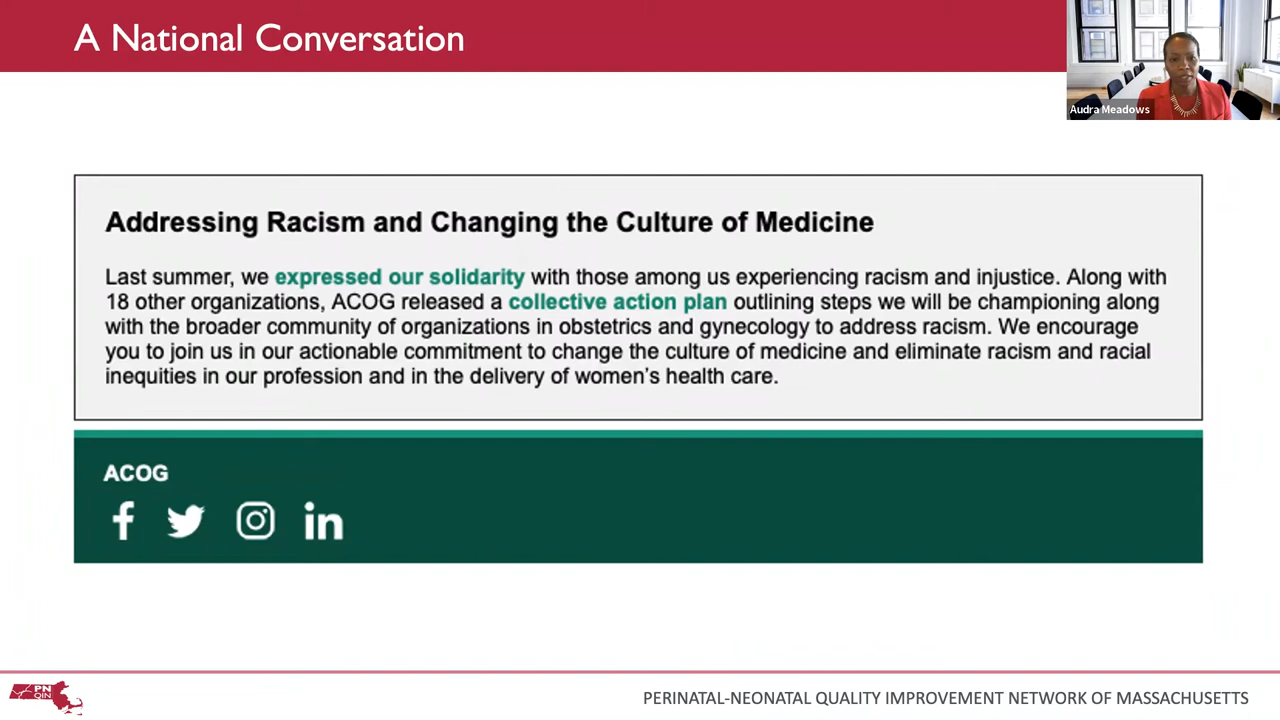 A National Conversation
Audra Meadows
Addressing Racism and Changing the Culture of Medicine
Last summer, we expressed our solidarity with those among us experiencing racism and injustice. Along with
18 other organizations, ACOG released a collective action plan outlining steps we will be championing along
with the broader community of organizations in obstetrics and gynecology to address racism. We encourage
you to join us in our actionable commitment to change the culture of medicine and eliminate racism and racial
inequities in our profession and in the delivery of women's health care.
ACOG
f
in
PN
QIN
PERINATAL-NEONATAL QUALITY IMPROVEMENT NETWORK OF MASSACHUSETTS